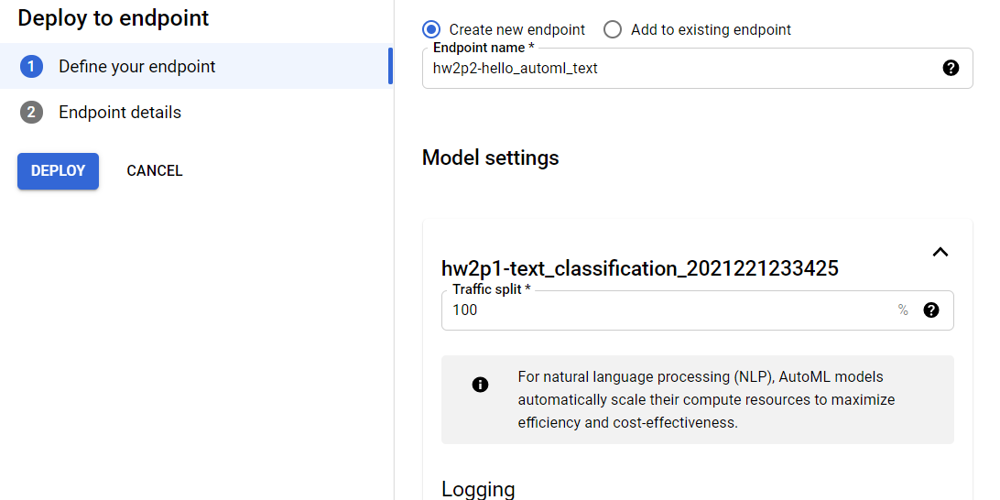 Deploy to endpoint
1 Define your endpoint
2 Endpoint details
DEPLOY CANCEL
Create new endpoint Add to existing endpoint
Endpoint name *
hw2p2-hello_automl_text ?
Model settings
hw2p1-text_classification_2021221233425
Traffic split *
100 % ?
i For natural language processing (NLP), AutoML models
automatically scale their compute resources to maximize
efficiency and cost-effectiveness.
Logging